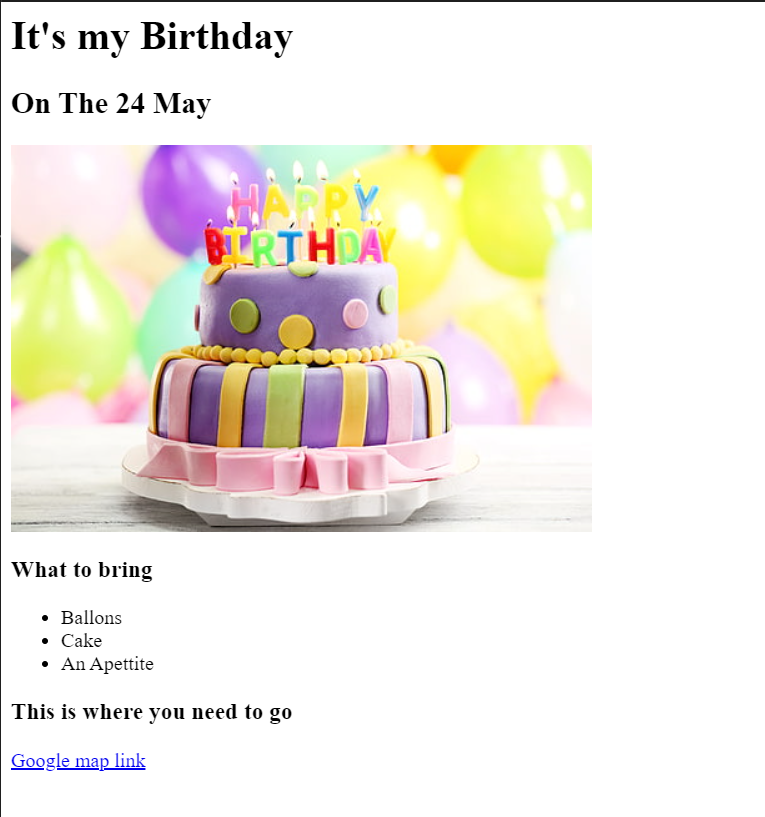 It's my Birthday
On The 24 May
HAPPY
BIRTHDAY
What to bring
Ballons
Cake
An Apettite
This is where you need to go
Google map link